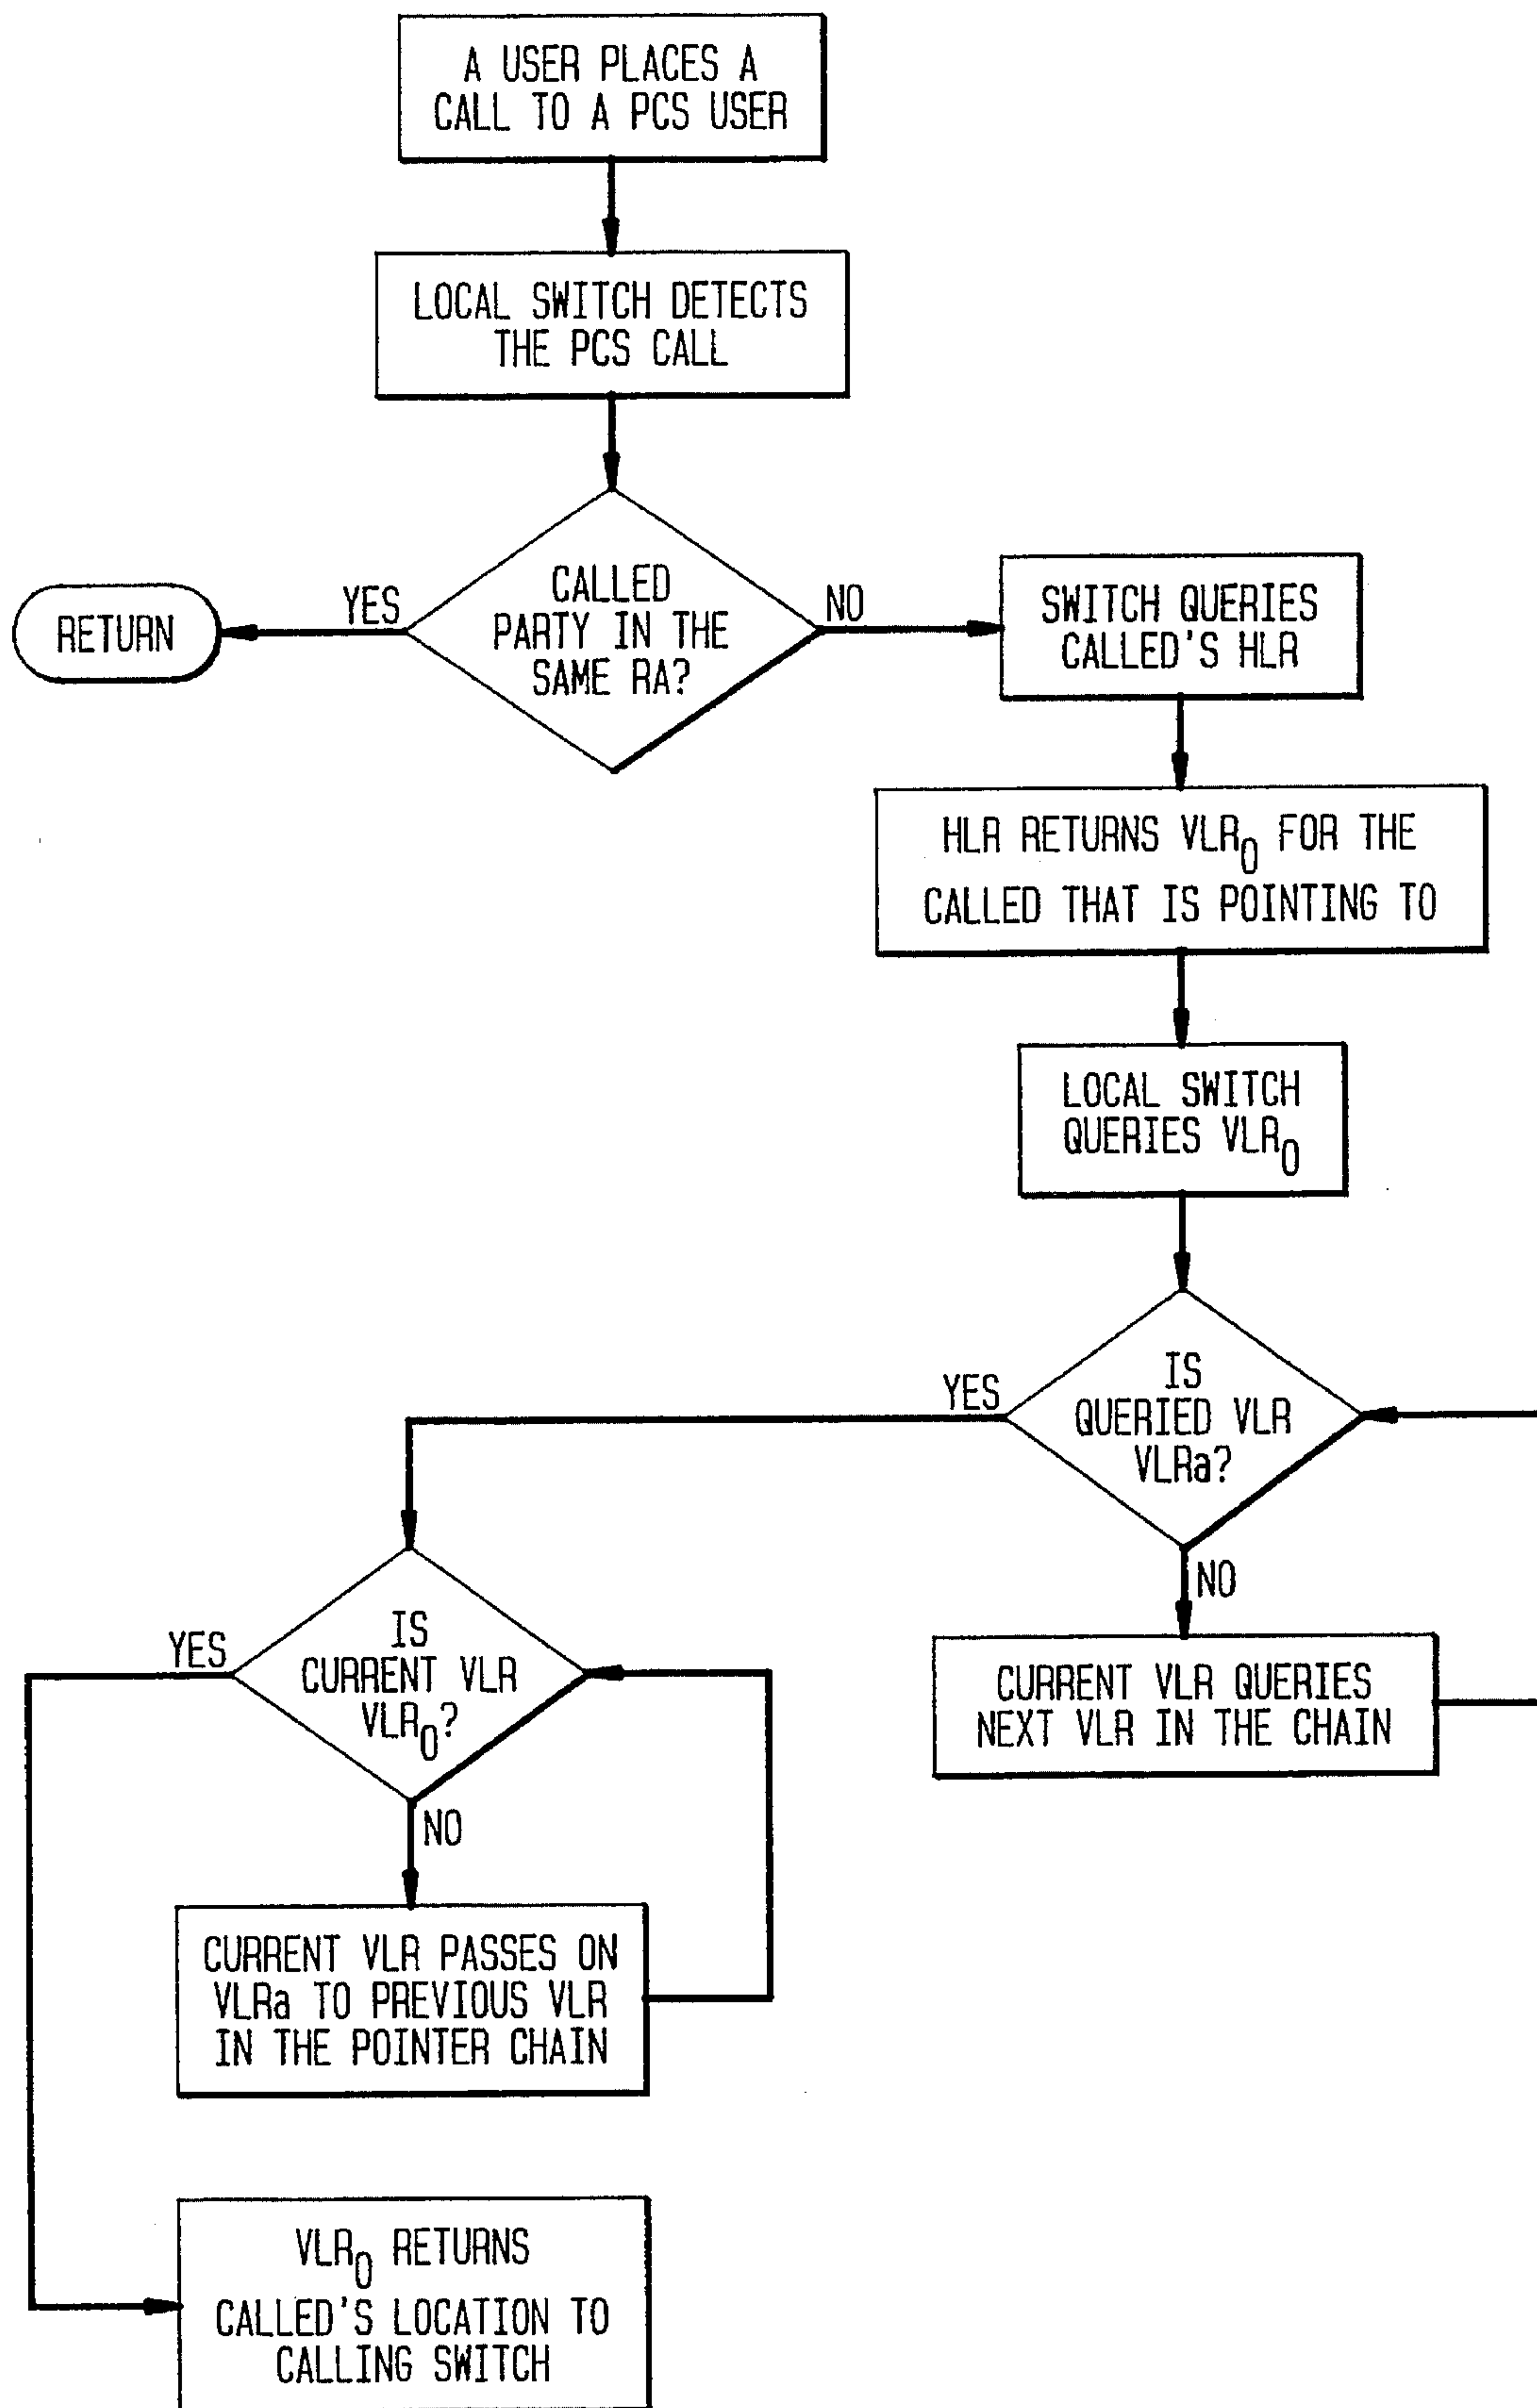 A USER PLACES A
CALL TO A PCS USER
LOCAL SWITCH DETECTS
THE PCS CALL
CALLED
PARTY IN THE
SAME RA?
YES
NO
RETURN
SWITCH QUERIES
CALLED'S HLR
HLR RETURNS VLR0 FOR THE
CALLED THAT IS POINTING TO
LOCAL SWITCH
QUERIES VLR0
IS
QUERIED VLR
VLRa?
YES
NO
CURRENT VLR QUERIES
NEXT VLR IN THE CHAIN
IS
CURRENT VLR
VLR0?
YES
NO
CURRENT VLR PASSES ON
VLRa TO PREVIOUS VLR
IN THE POINTER CHAIN
VLR0 RETURNS
CALLED'S LOCATION TO
CALLING SWITCH